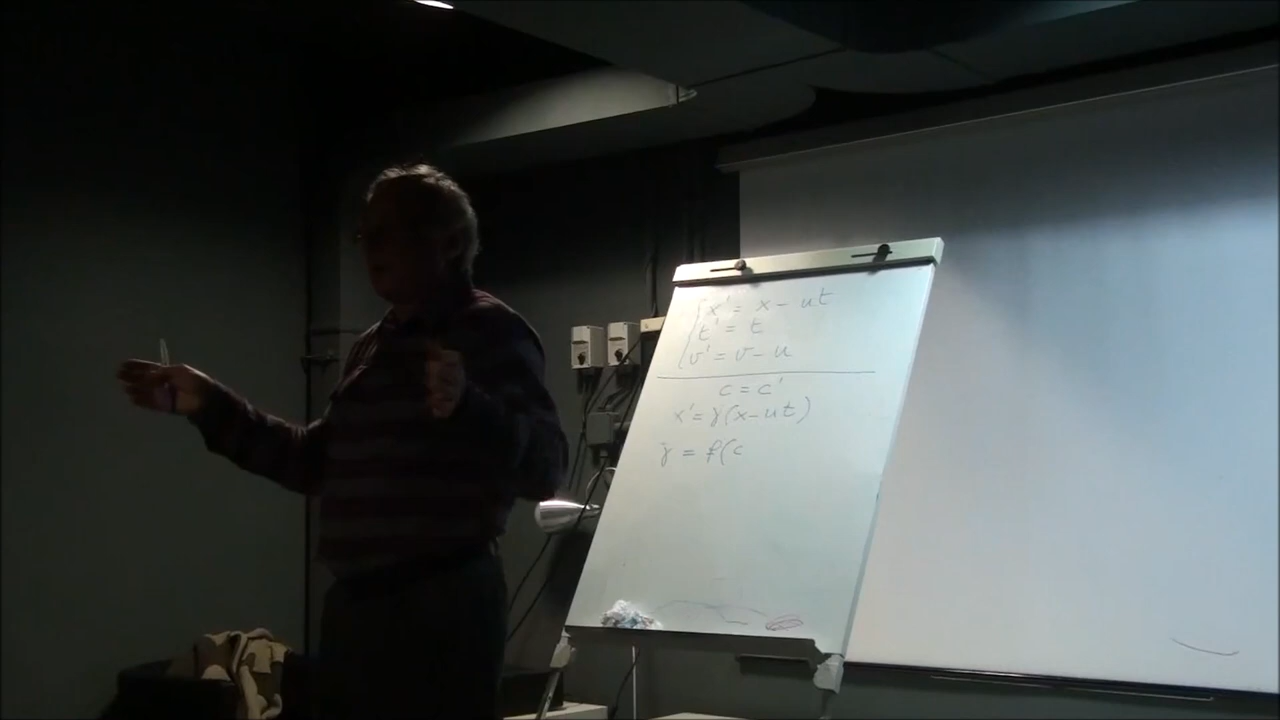 x' = x - ut
t' = t
v' = v - u
c = c'
x' = γ(x - ut)
γ = f(c